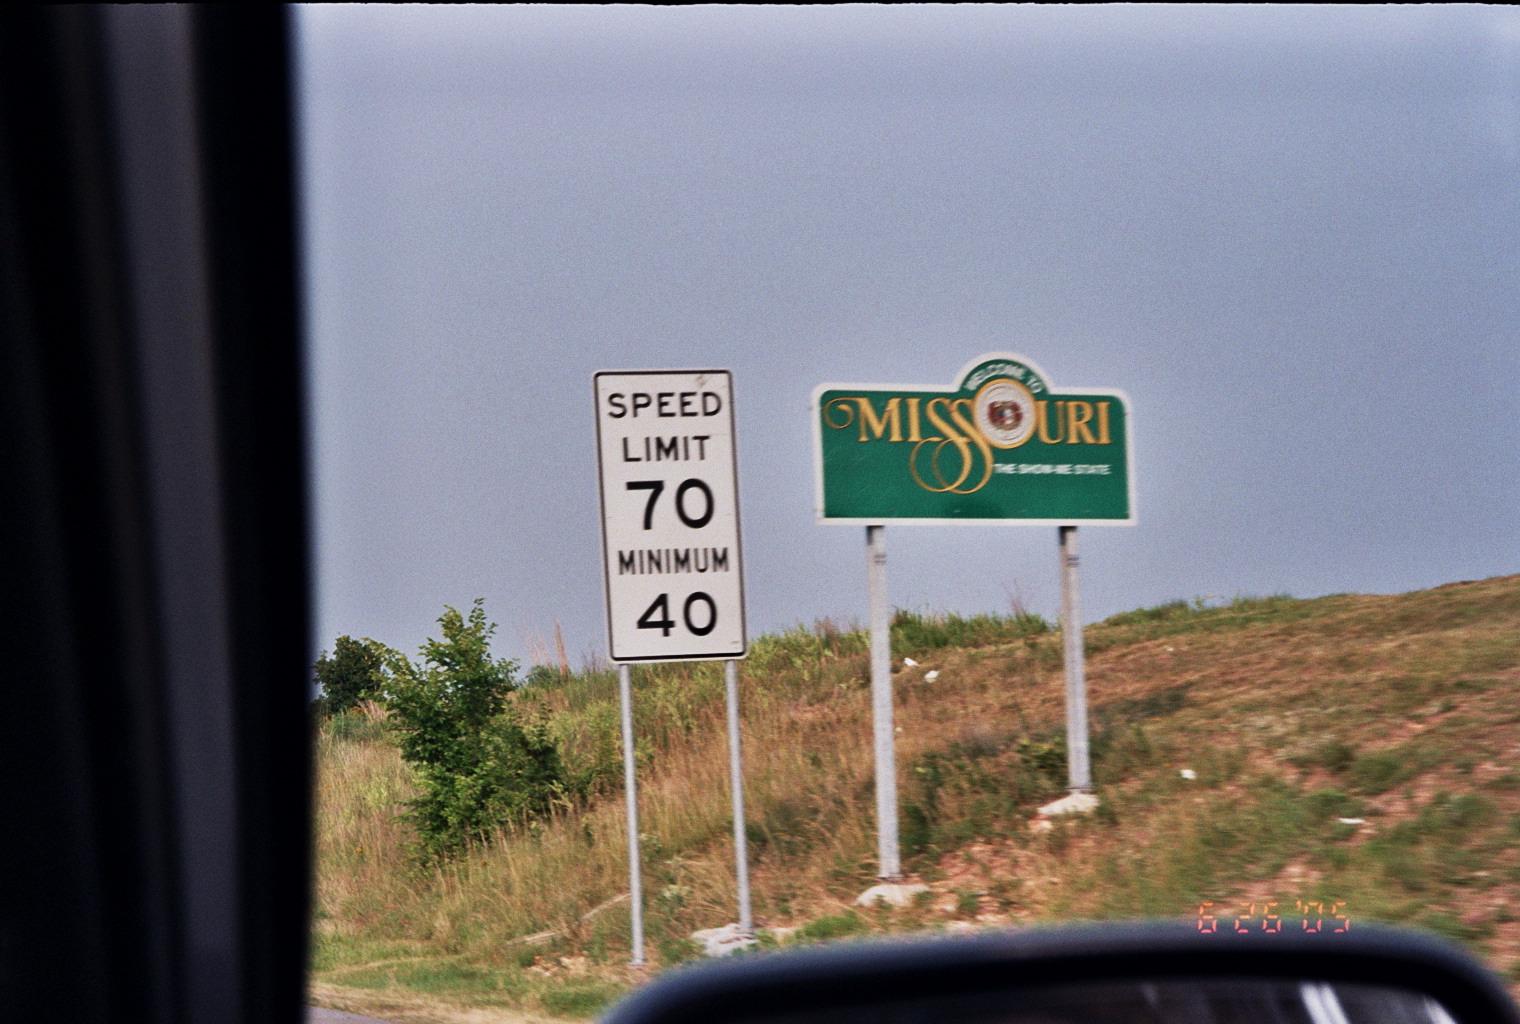 SPEED
LIMIT
70
MINIMUM
40
WELCOME TO
MISSOURI
THE SHOW-ME STATE
6 26 '05